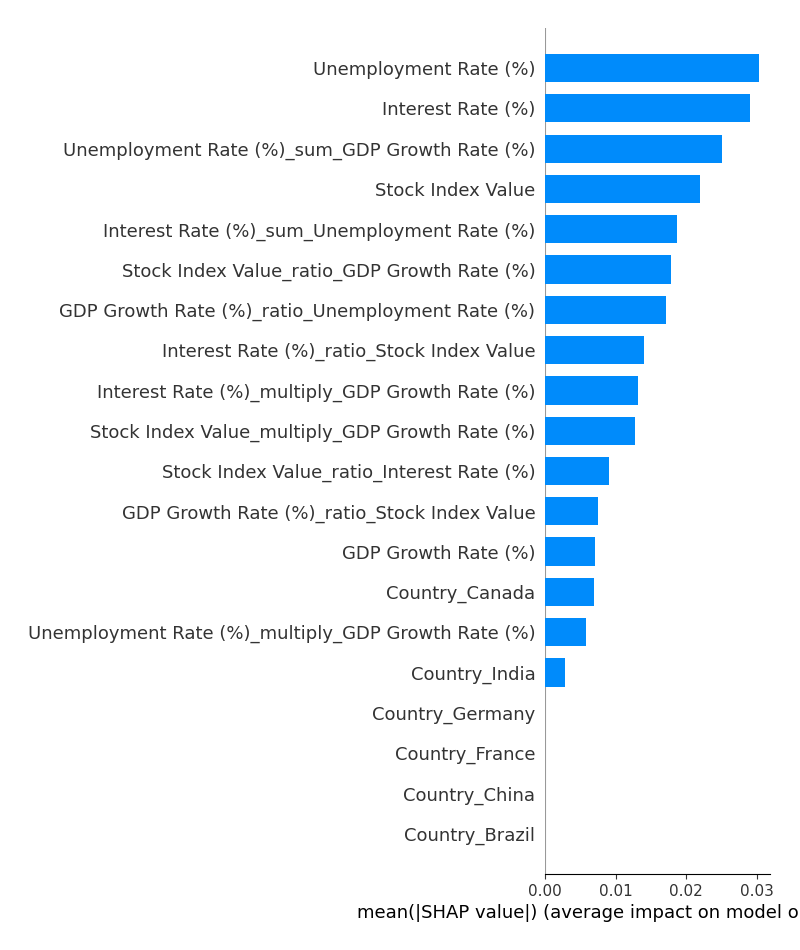 Unemployment Rate (%)
Interest Rate (%)
Unemployment Rate (%)_sum_GDP Growth Rate (%)
Stock Index Value
Interest Rate (%)_sum_Unemployment Rate (%)
Stock Index Value_ratio_GDP Growth Rate (%)
GDP Growth Rate (%)_ratio_Unemployment Rate (%)
Interest Rate (%)_ratio_Stock Index Value
Interest Rate (%)_multiply_GDP Growth Rate (%)
Stock Index Value_multiply_GDP Growth Rate (%)
Stock Index Value_ratio_Interest Rate (%)
GDP Growth Rate (%)_ratio_Stock Index Value
GDP Growth Rate (%)
Country_Canada
Unemployment Rate (%)_multiply_GDP Growth Rate (%)
Country_India
Country_Germany
Country_France
Country_China
Country_Brazil
0.00 0.01 0.02 0.03
mean(|SHAP value|) (average impact on model o